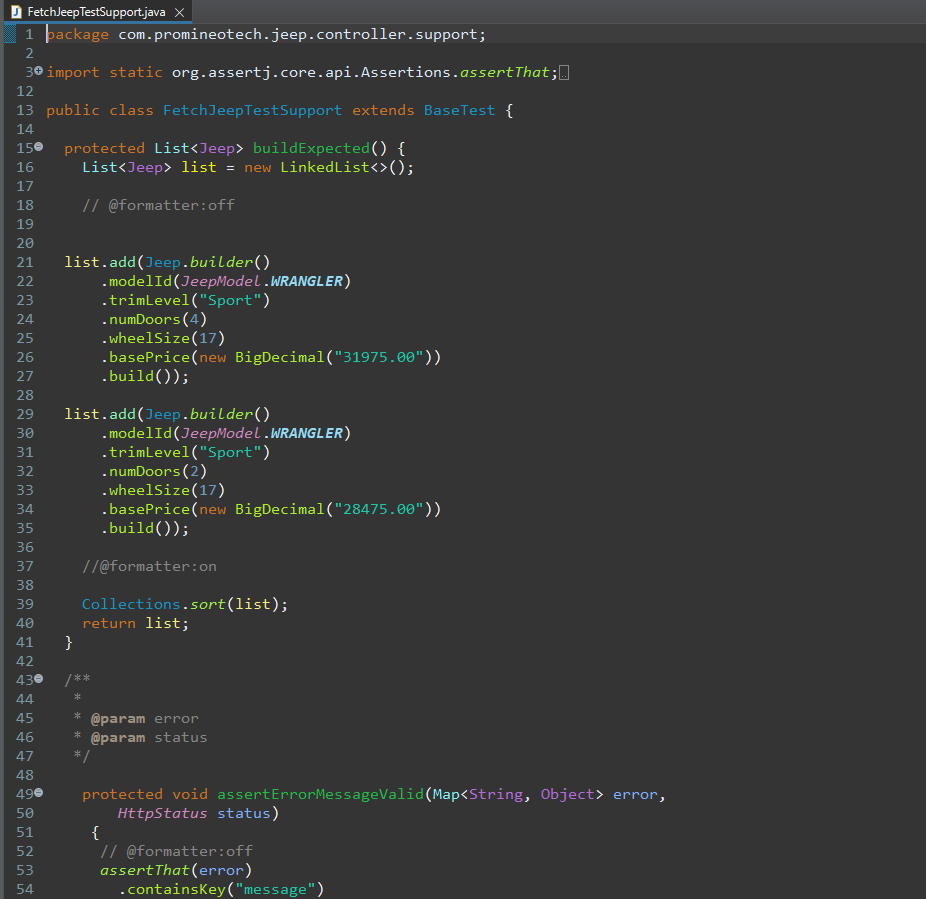 FetchJeepTestSupport.java
1 package com.promineotech.jeep.controller.support;
2
3 import static org.assertj.core.api.Assertions.assertThat;
12
13 public class FetchJeepTestSupport extends BaseTest {
14
15   protected List<Jeep> buildExpected() {
16     List<Jeep> list = new LinkedList<>();
17
18     // @formatter:off
19
20
21   list.add(Jeep.builder()
22       .modelId(JeepModel.WRANGLER)
23       .trimLevel("Sport")
24       .numDoors(4)
25       .wheelSize(17)
26       .basePrice(new BigDecimal("31975.00"))
27       .build());
28
29   list.add(Jeep.builder()
30       .modelId(JeepModel.WRANGLER)
31       .trimLevel("Sport")
32       .numDoors(2)
33       .wheelSize(17)
34       .basePrice(new BigDecimal("28475.00"))
35       .build());
36
37     //@formatter:on
38
39     Collections.sort(list);
40     return list;
41   }
42
43   /**
44    *
45    * @param error
46    * @param status
47    */
48
49     protected void assertErrorMessageValid(Map<String, Object> error,
50         HttpStatus status)
51      {
52       // @formatter:off
53       assertThat(error)
54         .containsKey("message")